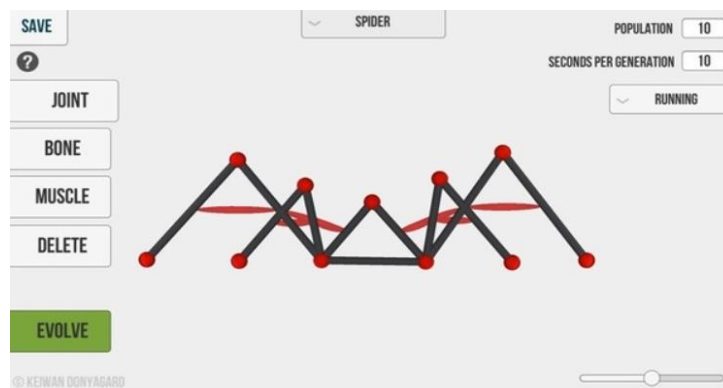 SAVE
SPIDER
POPULATION 10
?
SECONDS PER GENERATION 10
JOINT
RUNNING
BONE
MUSCLE
DELETE
EVOLVE
© KEIWAN DONYAGARD